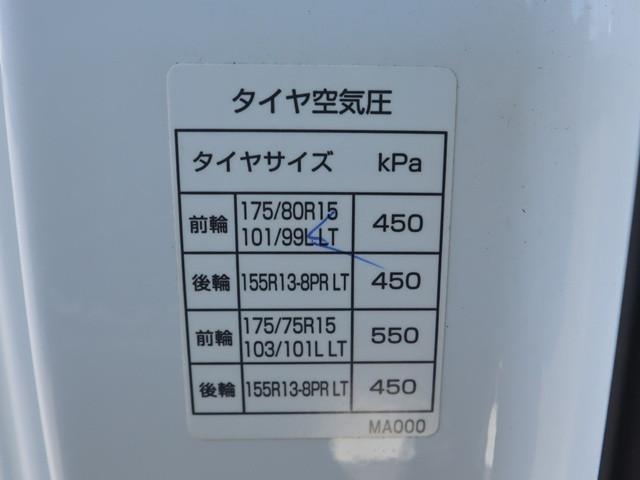 タイヤ空気圧
タイヤサイズ kPa
前輪 175/80R15 101/99L LT 450
後輪 155R13-8PR LT 450
前輪 175/75R15 103/101L LT 550
後輪 155R13-8PR LT 450
MA000